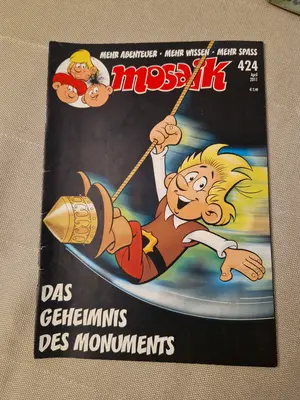 MEHR ABENTEUER · MEHR WISSEN · MEHR SPASS
mosaik
424
April
2011
DAS
GEHEIMNIS
DES MONUMENTS